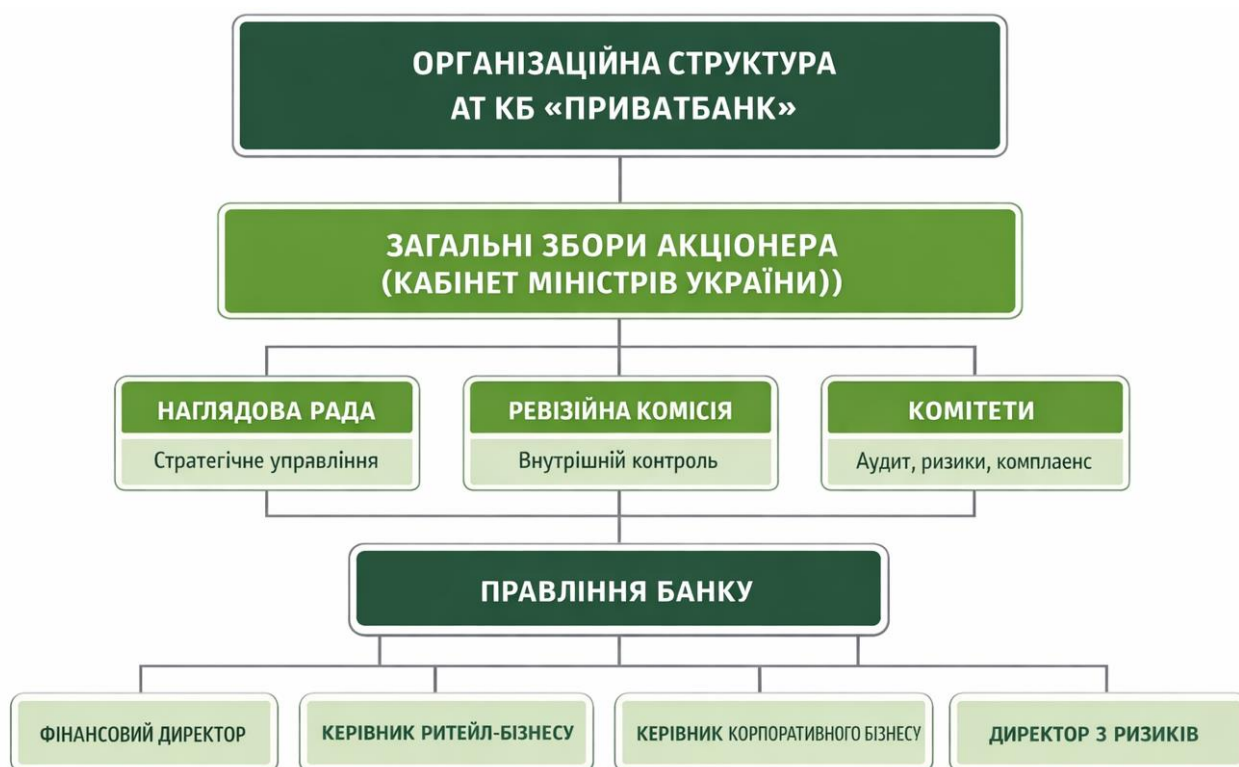 ОРГАНІЗАЦІЙНА СТРУКТУРА
АТ КБ «ПРИВАТБАНК»
ЗАГАЛЬНІ ЗБОРИ АКЦІОНЕРА
(КАБІНЕТ МІНІСТРІВ УКРАЇНИ))
НАГЛЯДОВА РАДА
Стратегічне управління
РЕВІЗІЙНА КОМІСІЯ
Внутрішній контроль
КОМІТЕТИ
Аудит, ризики, комплаенс
ПРАВЛІННЯ БАНКУ
ФІНАНСОВИЙ ДИРЕКТОР
КЕРІВНИК РИТЕЙЛ-БІЗНЕСУ
КЕРІВНИК КОРПОРАТИВНОГО БІЗНЕСУ
ДИРЕКТОР З РИЗИКІВ